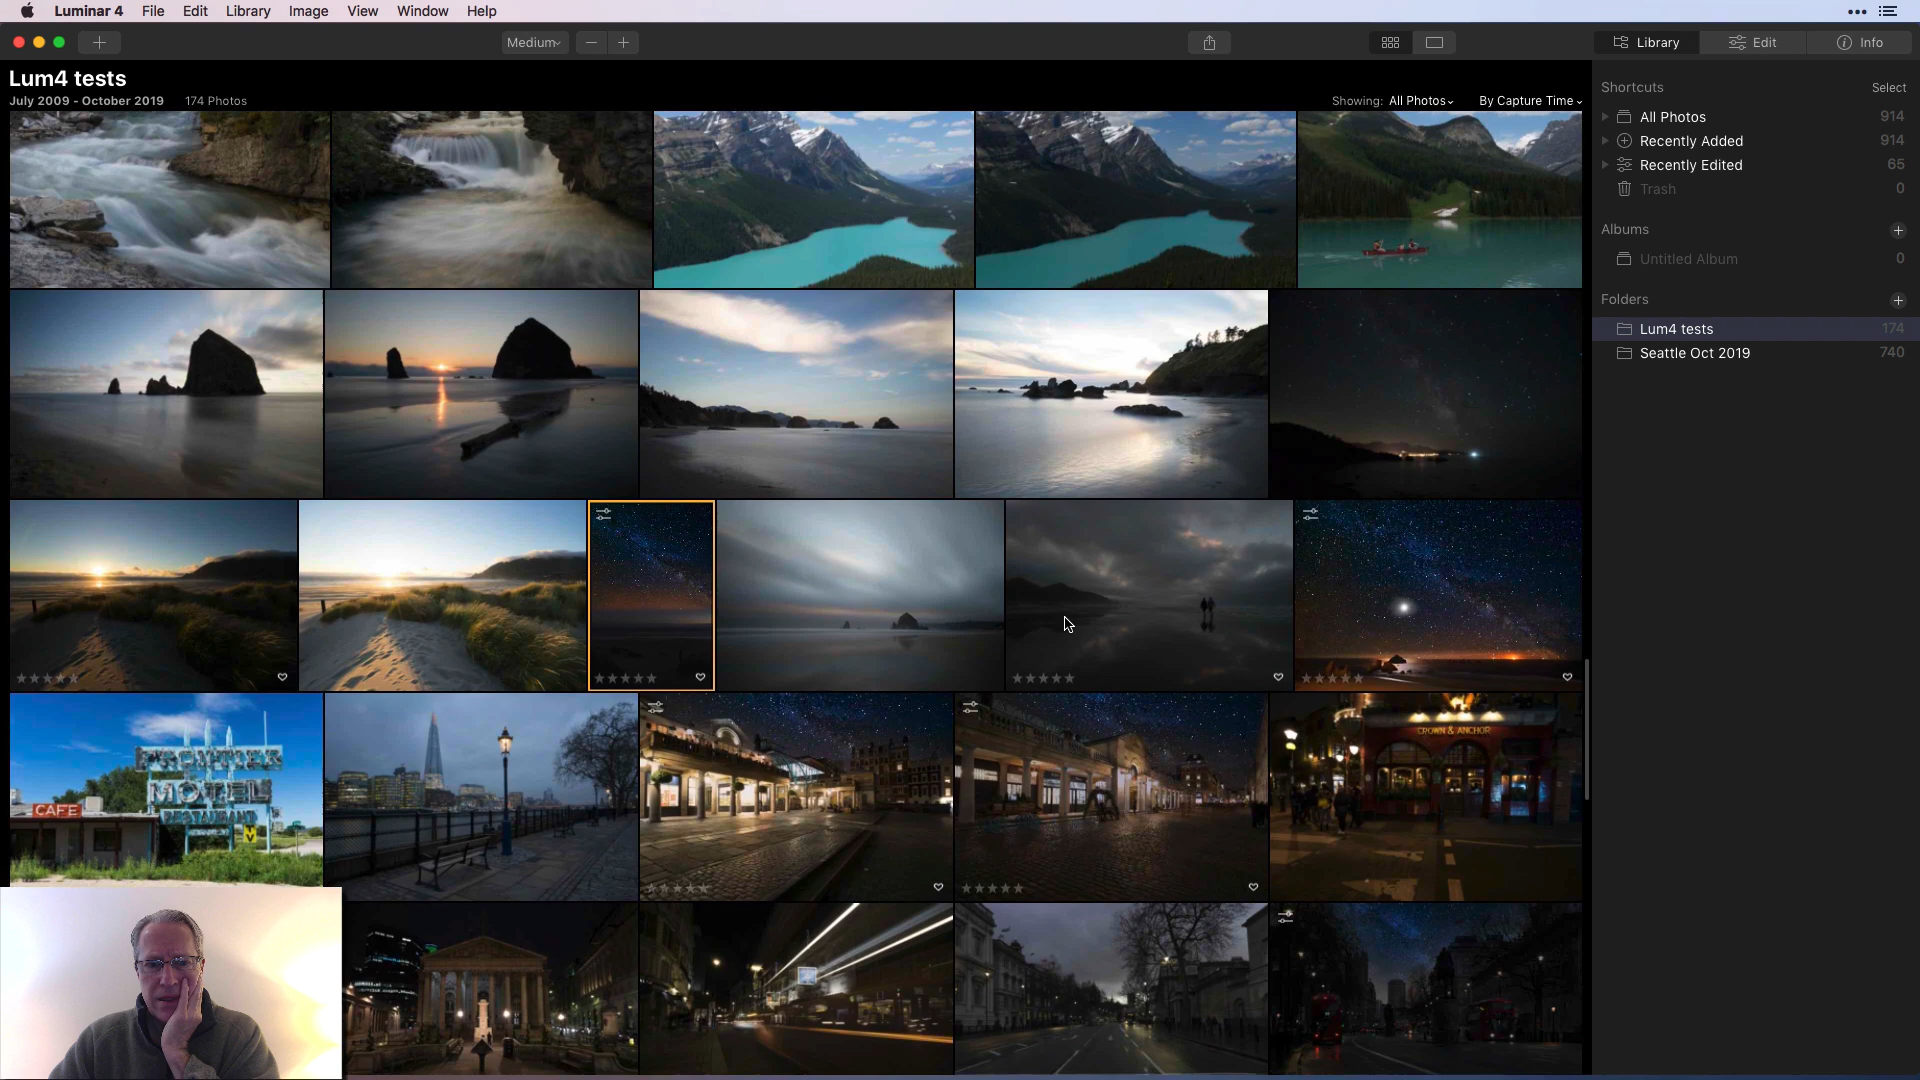 Luminar 4 File Edit Library Image View Window Help
Medium
Library Edit Info
Lum4 tests
July 2009 - October 2019 174 Photos
Showing: All Photos By Capture Time
Shortcuts Select
All Photos 914
Recently Added 914
Recently Edited 65
Trash 0
Albums
Untitled Album 0
Folders
Lum4 tests 174
Seattle Oct 2019 740
FRONTIER
MOTEL
CAFE
RESTAURANT
CROWN & ANCHOR